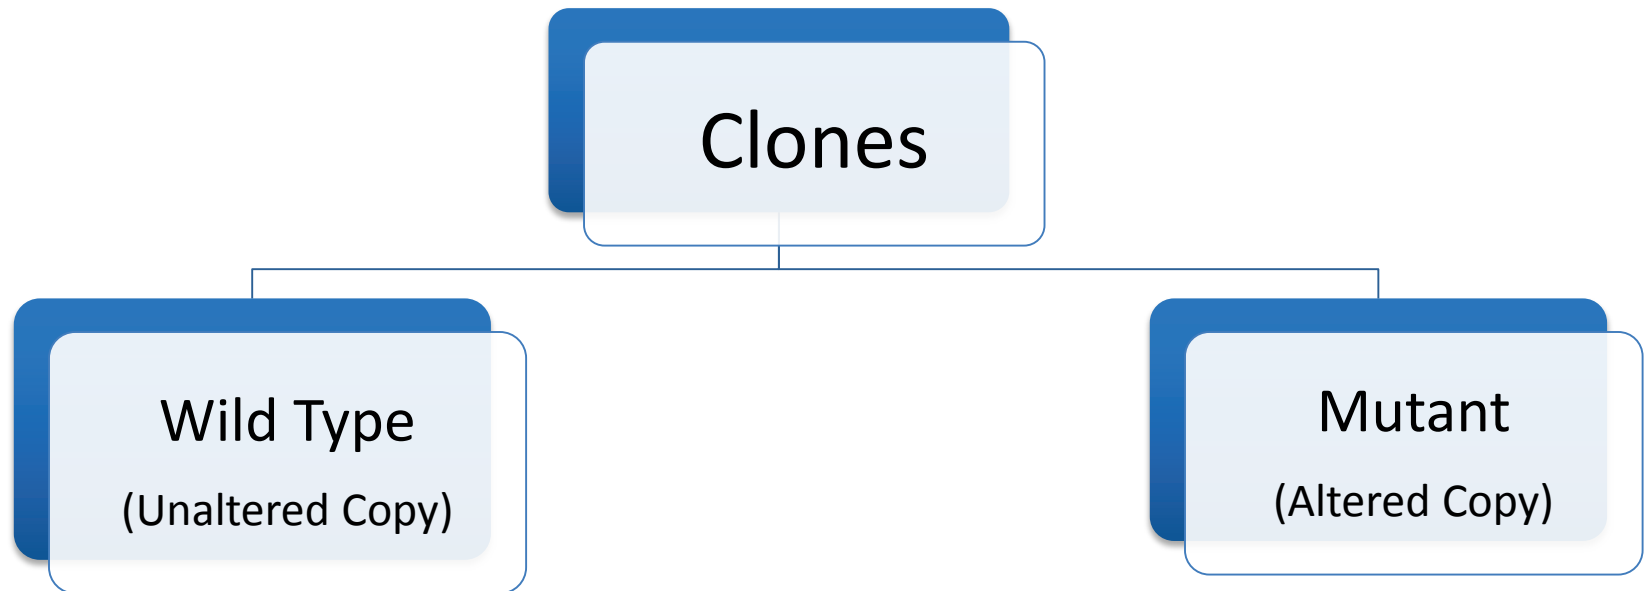 Clones
Wild Type
(Unaltered Copy)
Mutant
(Altered Copy)